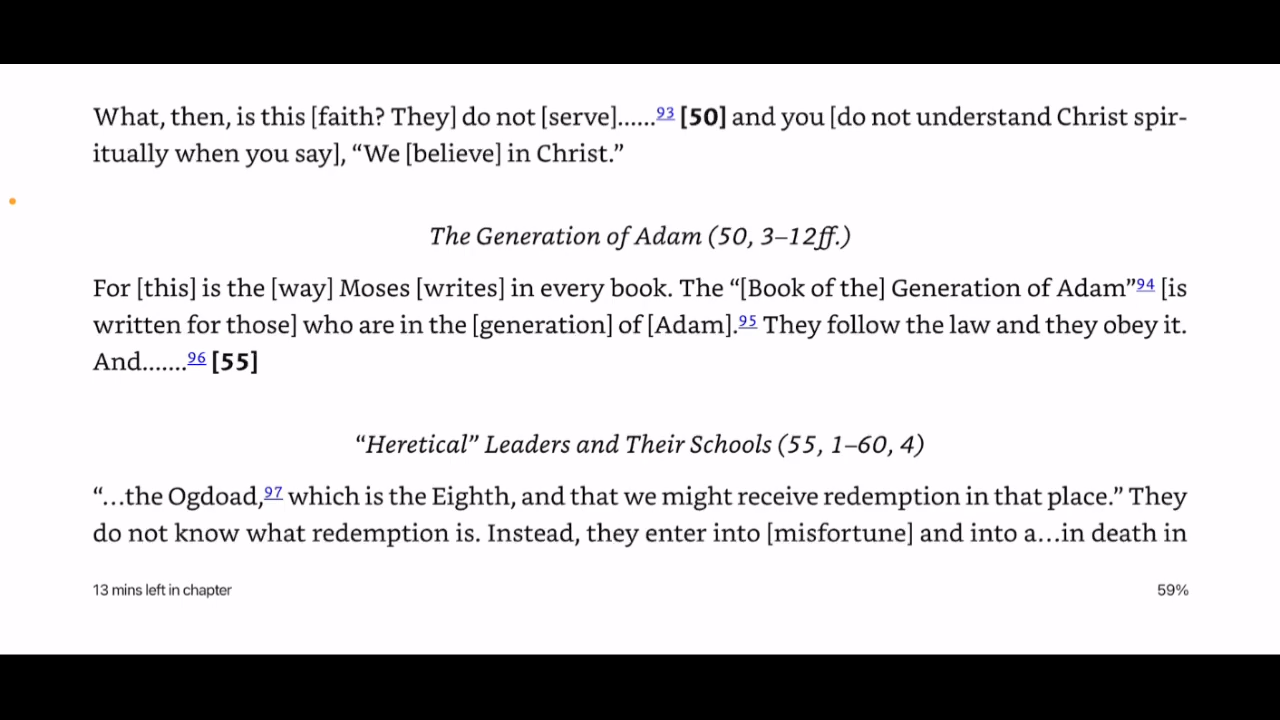 What, then, is this [faith? They] do not [serve]......93 [50] and you [do not understand Christ spir-
itually when you say], “We [believe] in Christ.”
The Generation of Adam (50, 3–12ff.)
For [this] is the [way] Moses [writes] in every book. The “[Book of the] Generation of Adam”94 [is
written for those] who are in the [generation] of [Adam].95 They follow the law and they obey it.
And.......96 [55]
“Heretical” Leaders and Their Schools (55, 1–60, 4)
“…the Ogdoad,97 which is the Eighth, and that we might receive redemption in that place.” They
do not know what redemption is. Instead, they enter into [misfortune] and into a…in death in
13 mins left in chapter
59%